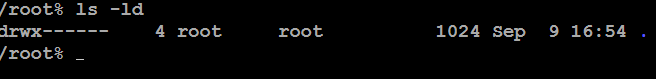 /root% ls -ld
drwx------    4 root     root          1024 Sep  9 16:54 .
/root% _